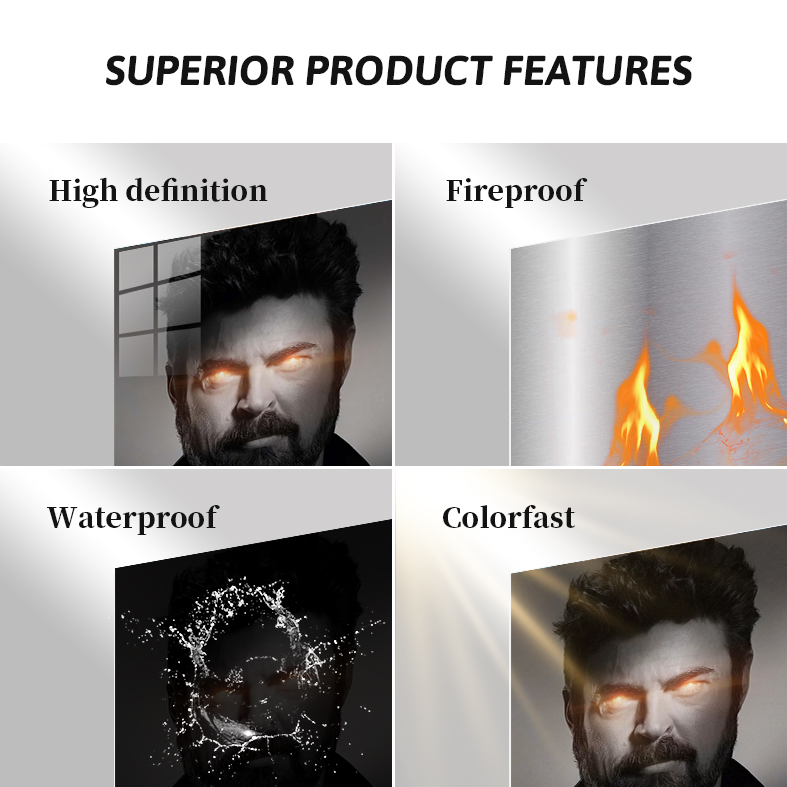 SUPERIOR PRODUCT FEATURES
High definition
Fireproof
Waterproof
Colorfast